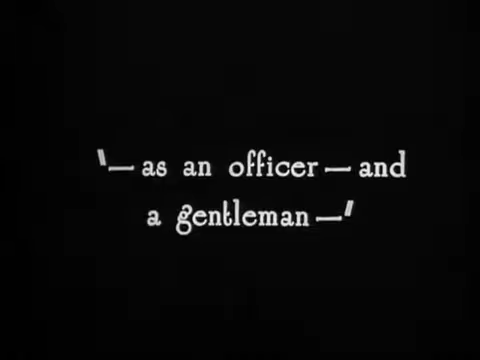 '— as an officer — and
a gentleman —'